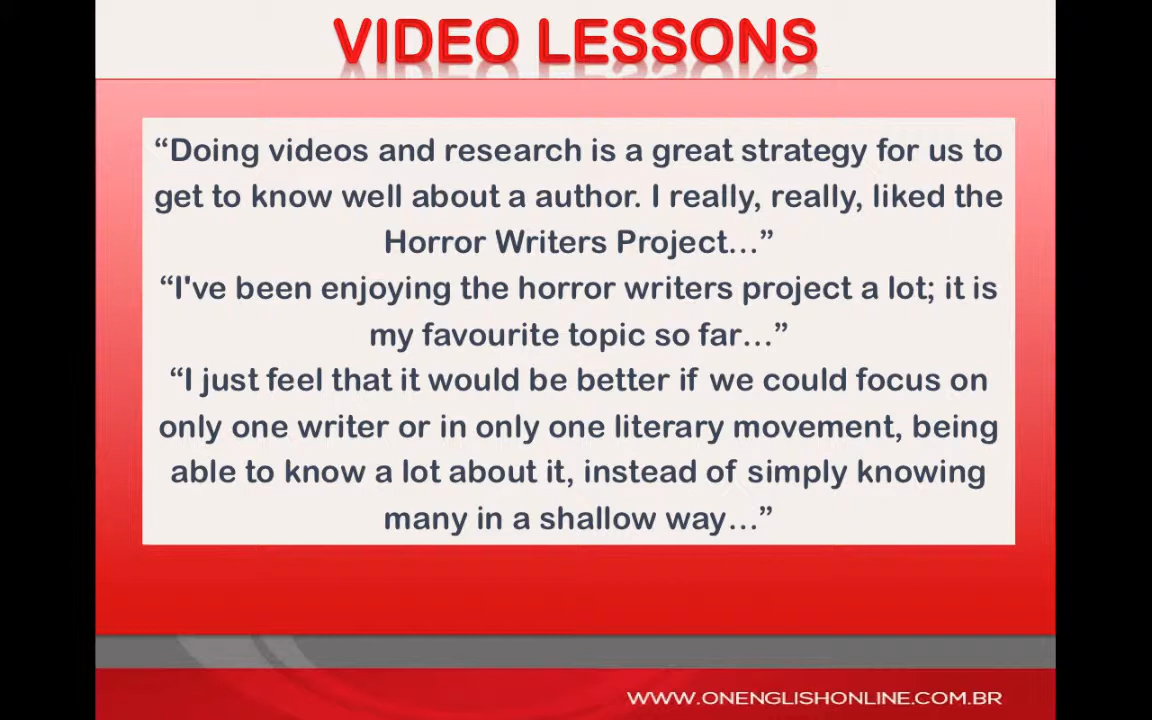 VIDEO LESSONS
“Doing videos and research is a great strategy for us to
get to know well about a author. I really, really, liked the
Horror Writers Project...”
“I've been enjoying the horror writers project a lot; it is
my favourite topic so far...”
“I just feel that it would be better if we could focus on
only one writer or in only one literary movement, being
able to know a lot about it, instead of simply knowing
many in a shallow way...”
WWW.ONENGLISHONLINE.COM.BR